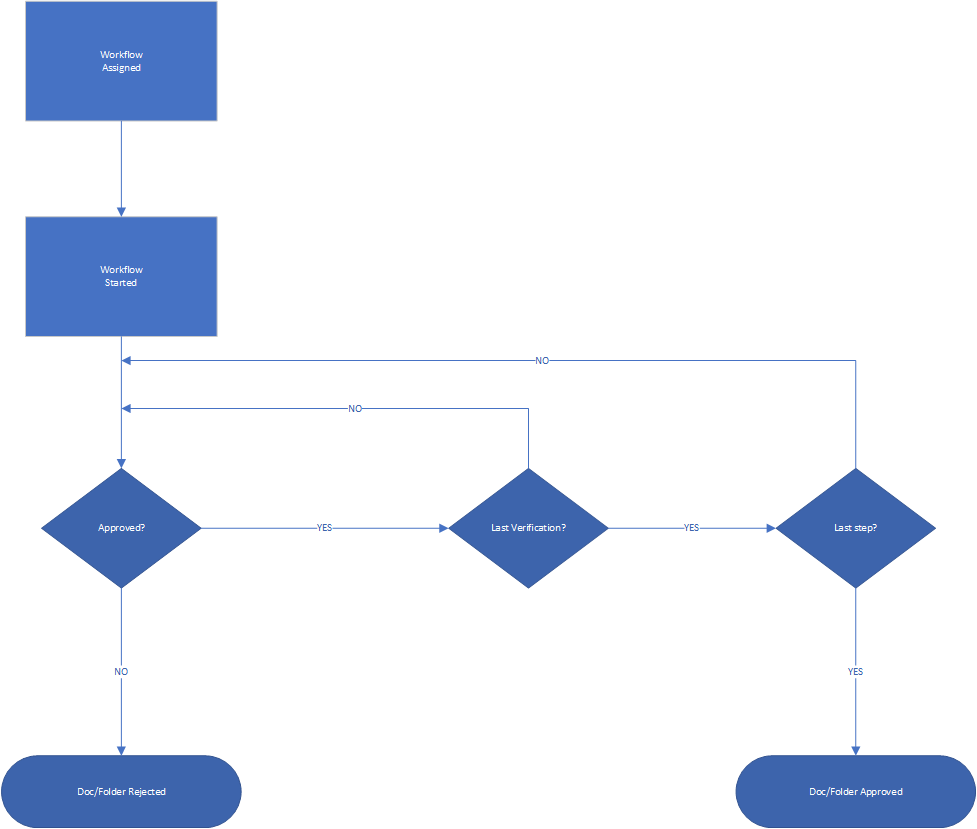 Workflow
Assigned
Workflow
Started
NO
NO
Approved?
YES
Last Verification?
YES
Last step?
NO
YES
Doc/Folder Rejected
Doc/Folder Approved